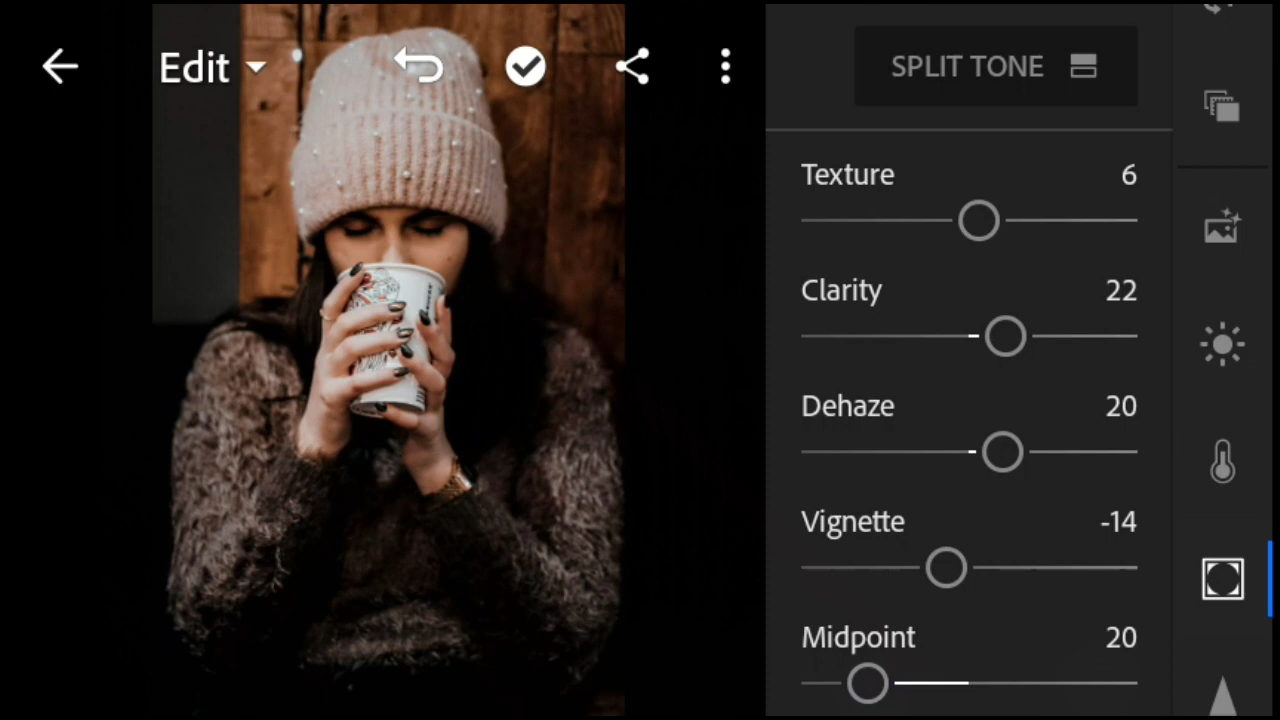 Edit
SPLIT TONE
Texture 6
Clarity 22
Dehaze 20
Vignette -14
Midpoint 20